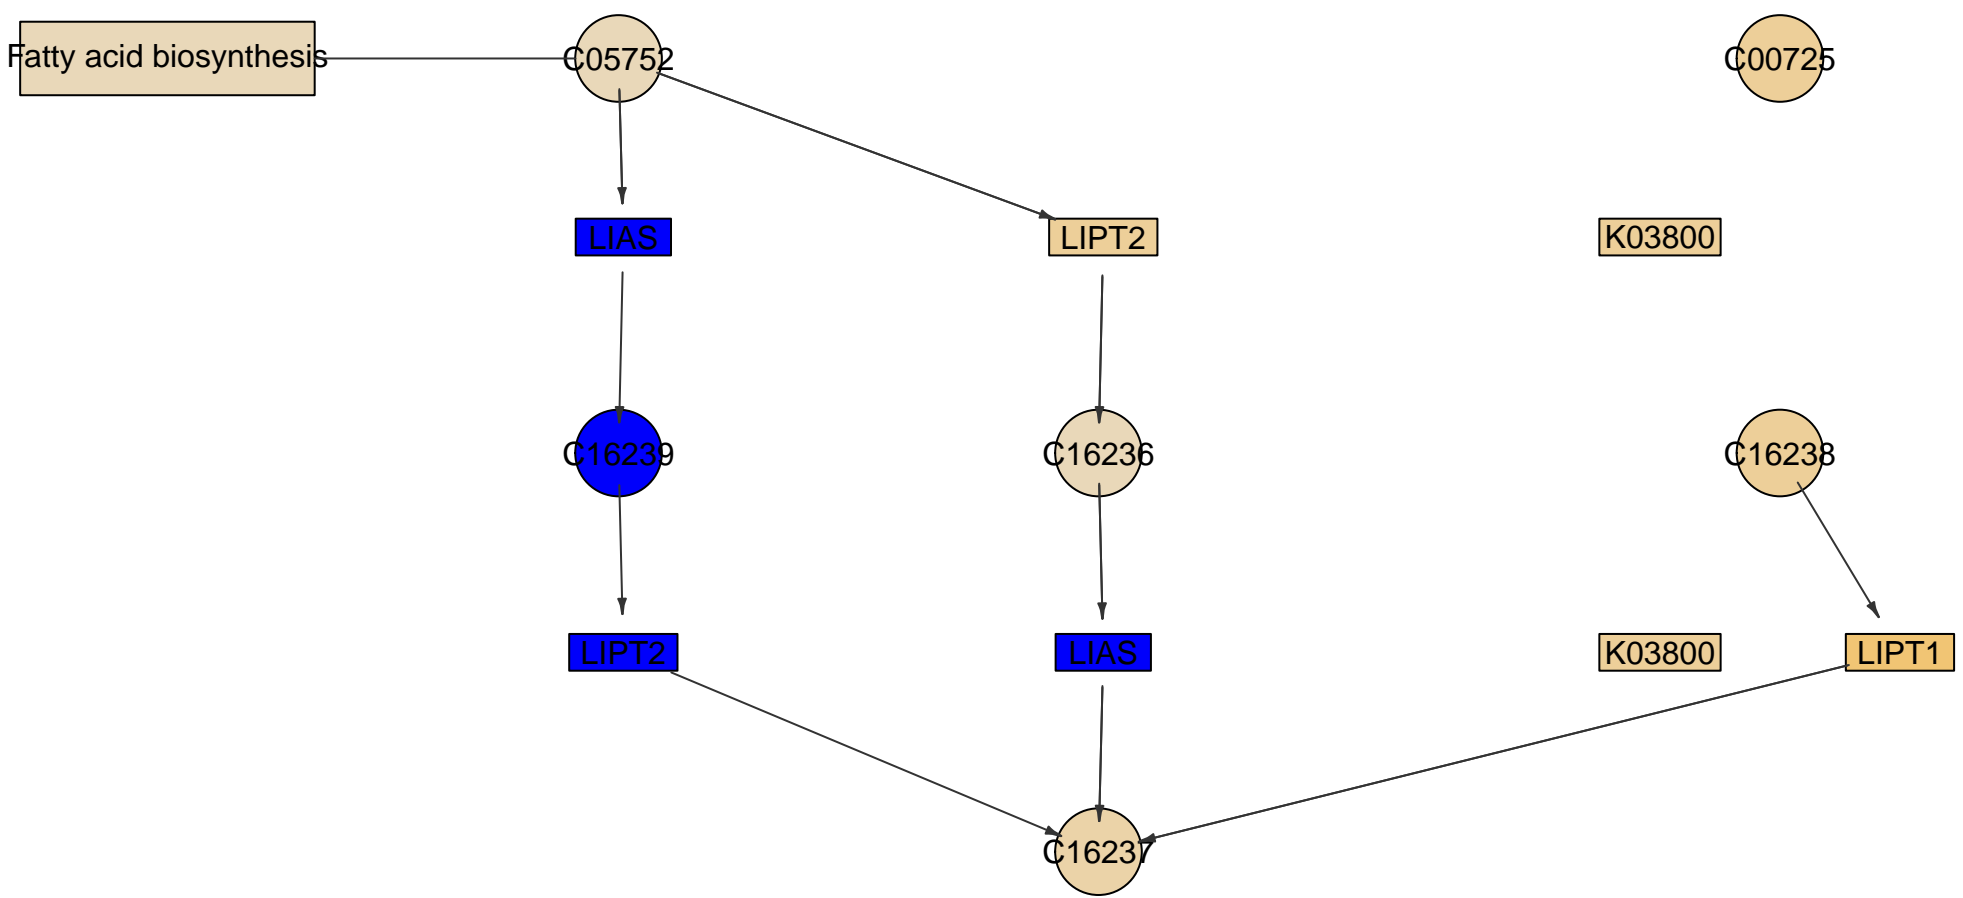 Fatty acid biosynthesis
C05752
C00725
LIAS
LIPT2
K03800
C16239
C16236
C16238
LIPT2
LIAS
K03800
LIPT1
C16237